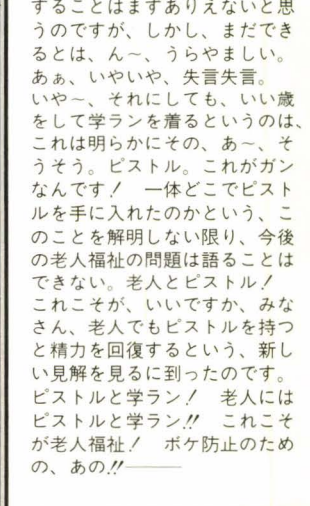 することはまずありえないと思
うのですが、しかし、まだでき
るとは、ん～、うらやましい。
あぁ、いやいや、失言失言。
いや～、それにしても、いい歳
をして学ランを着るというのは、
これは明らかにその、あ～、そ
うそう。ピストル。これがガン
なんです！　一体どこでピスト
ルを手に入れたのかという、こ
のことを解明しない限り、今後
の老人福祉の問題は語ることは
できない。老人とピストル！
これこそが、いいですか、みな
さん、老人でもピストルを持つ
と精力を回復するという、新し
い見解を見るに到ったのです。
ピストルと学ラン！　老人には
ピストルと学ラン!!　これこそ
が老人福祉！　ボケ防止のため
の、あの!!―――